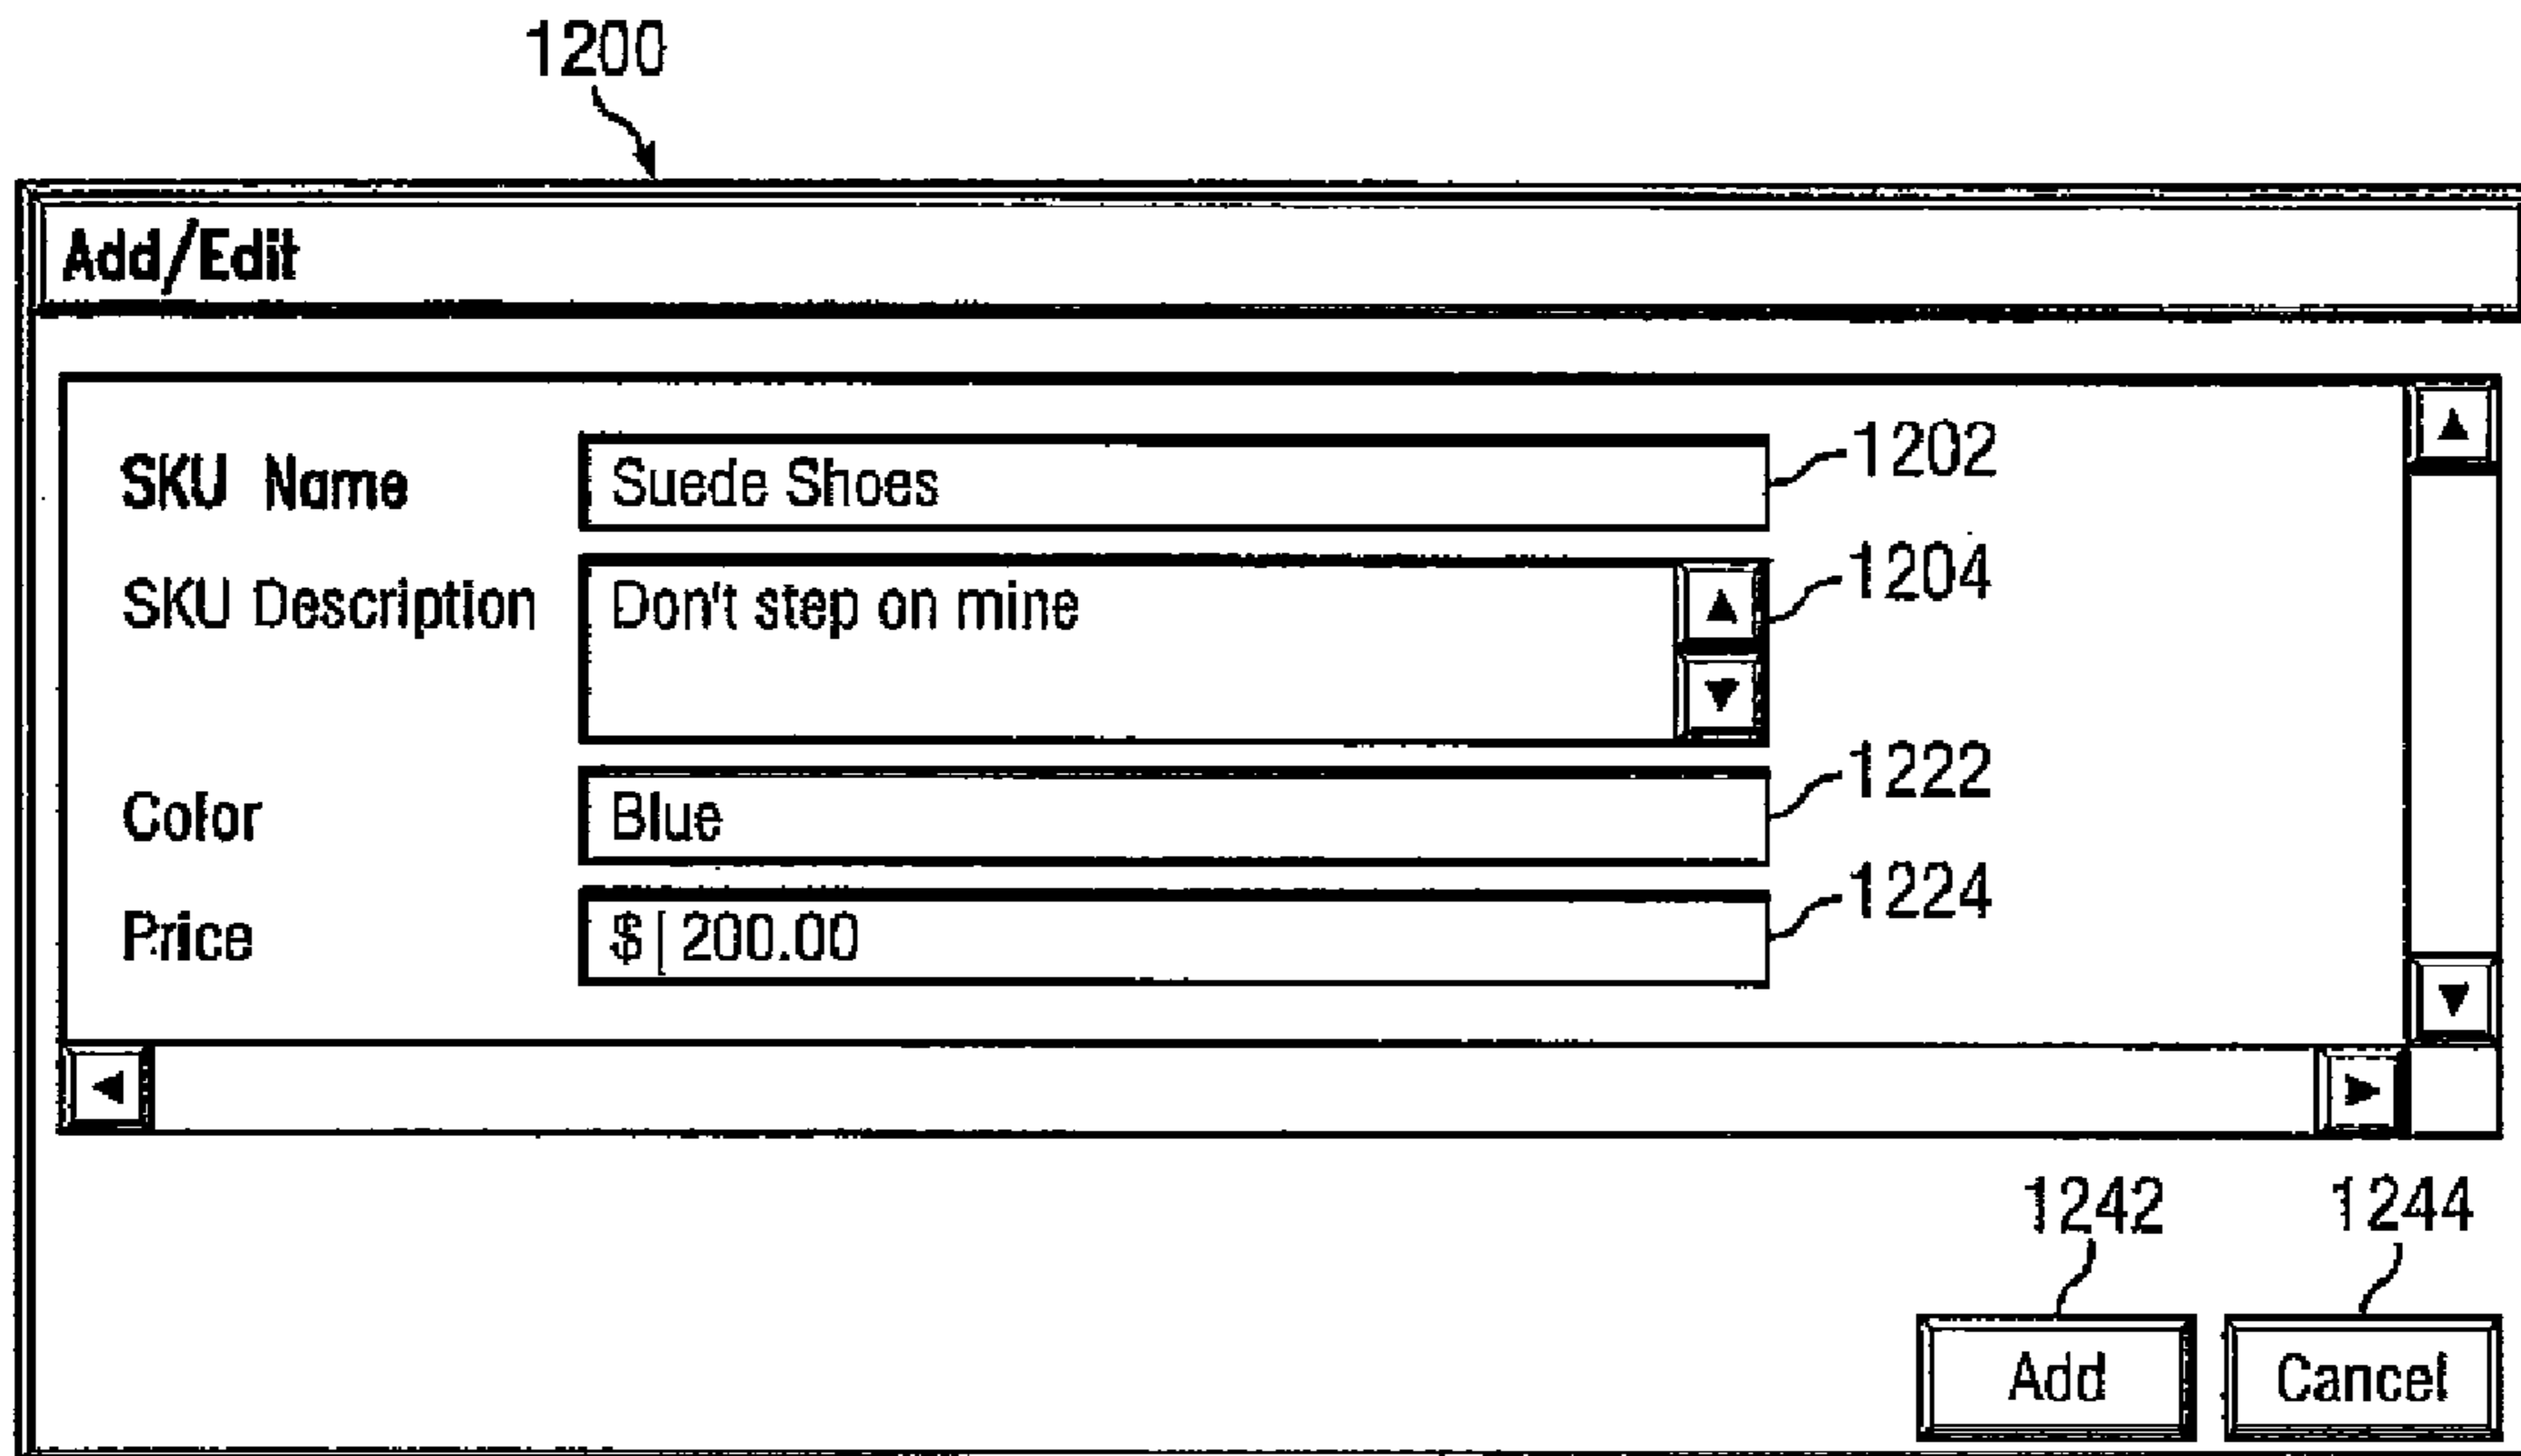 1200
Add/Edit
SKU Name Suede Shoes 1202
SKU Description Don't step on mine 1204
Color Blue 1222
Price $[ 200.00 1224
1242 1244
Add Cancel